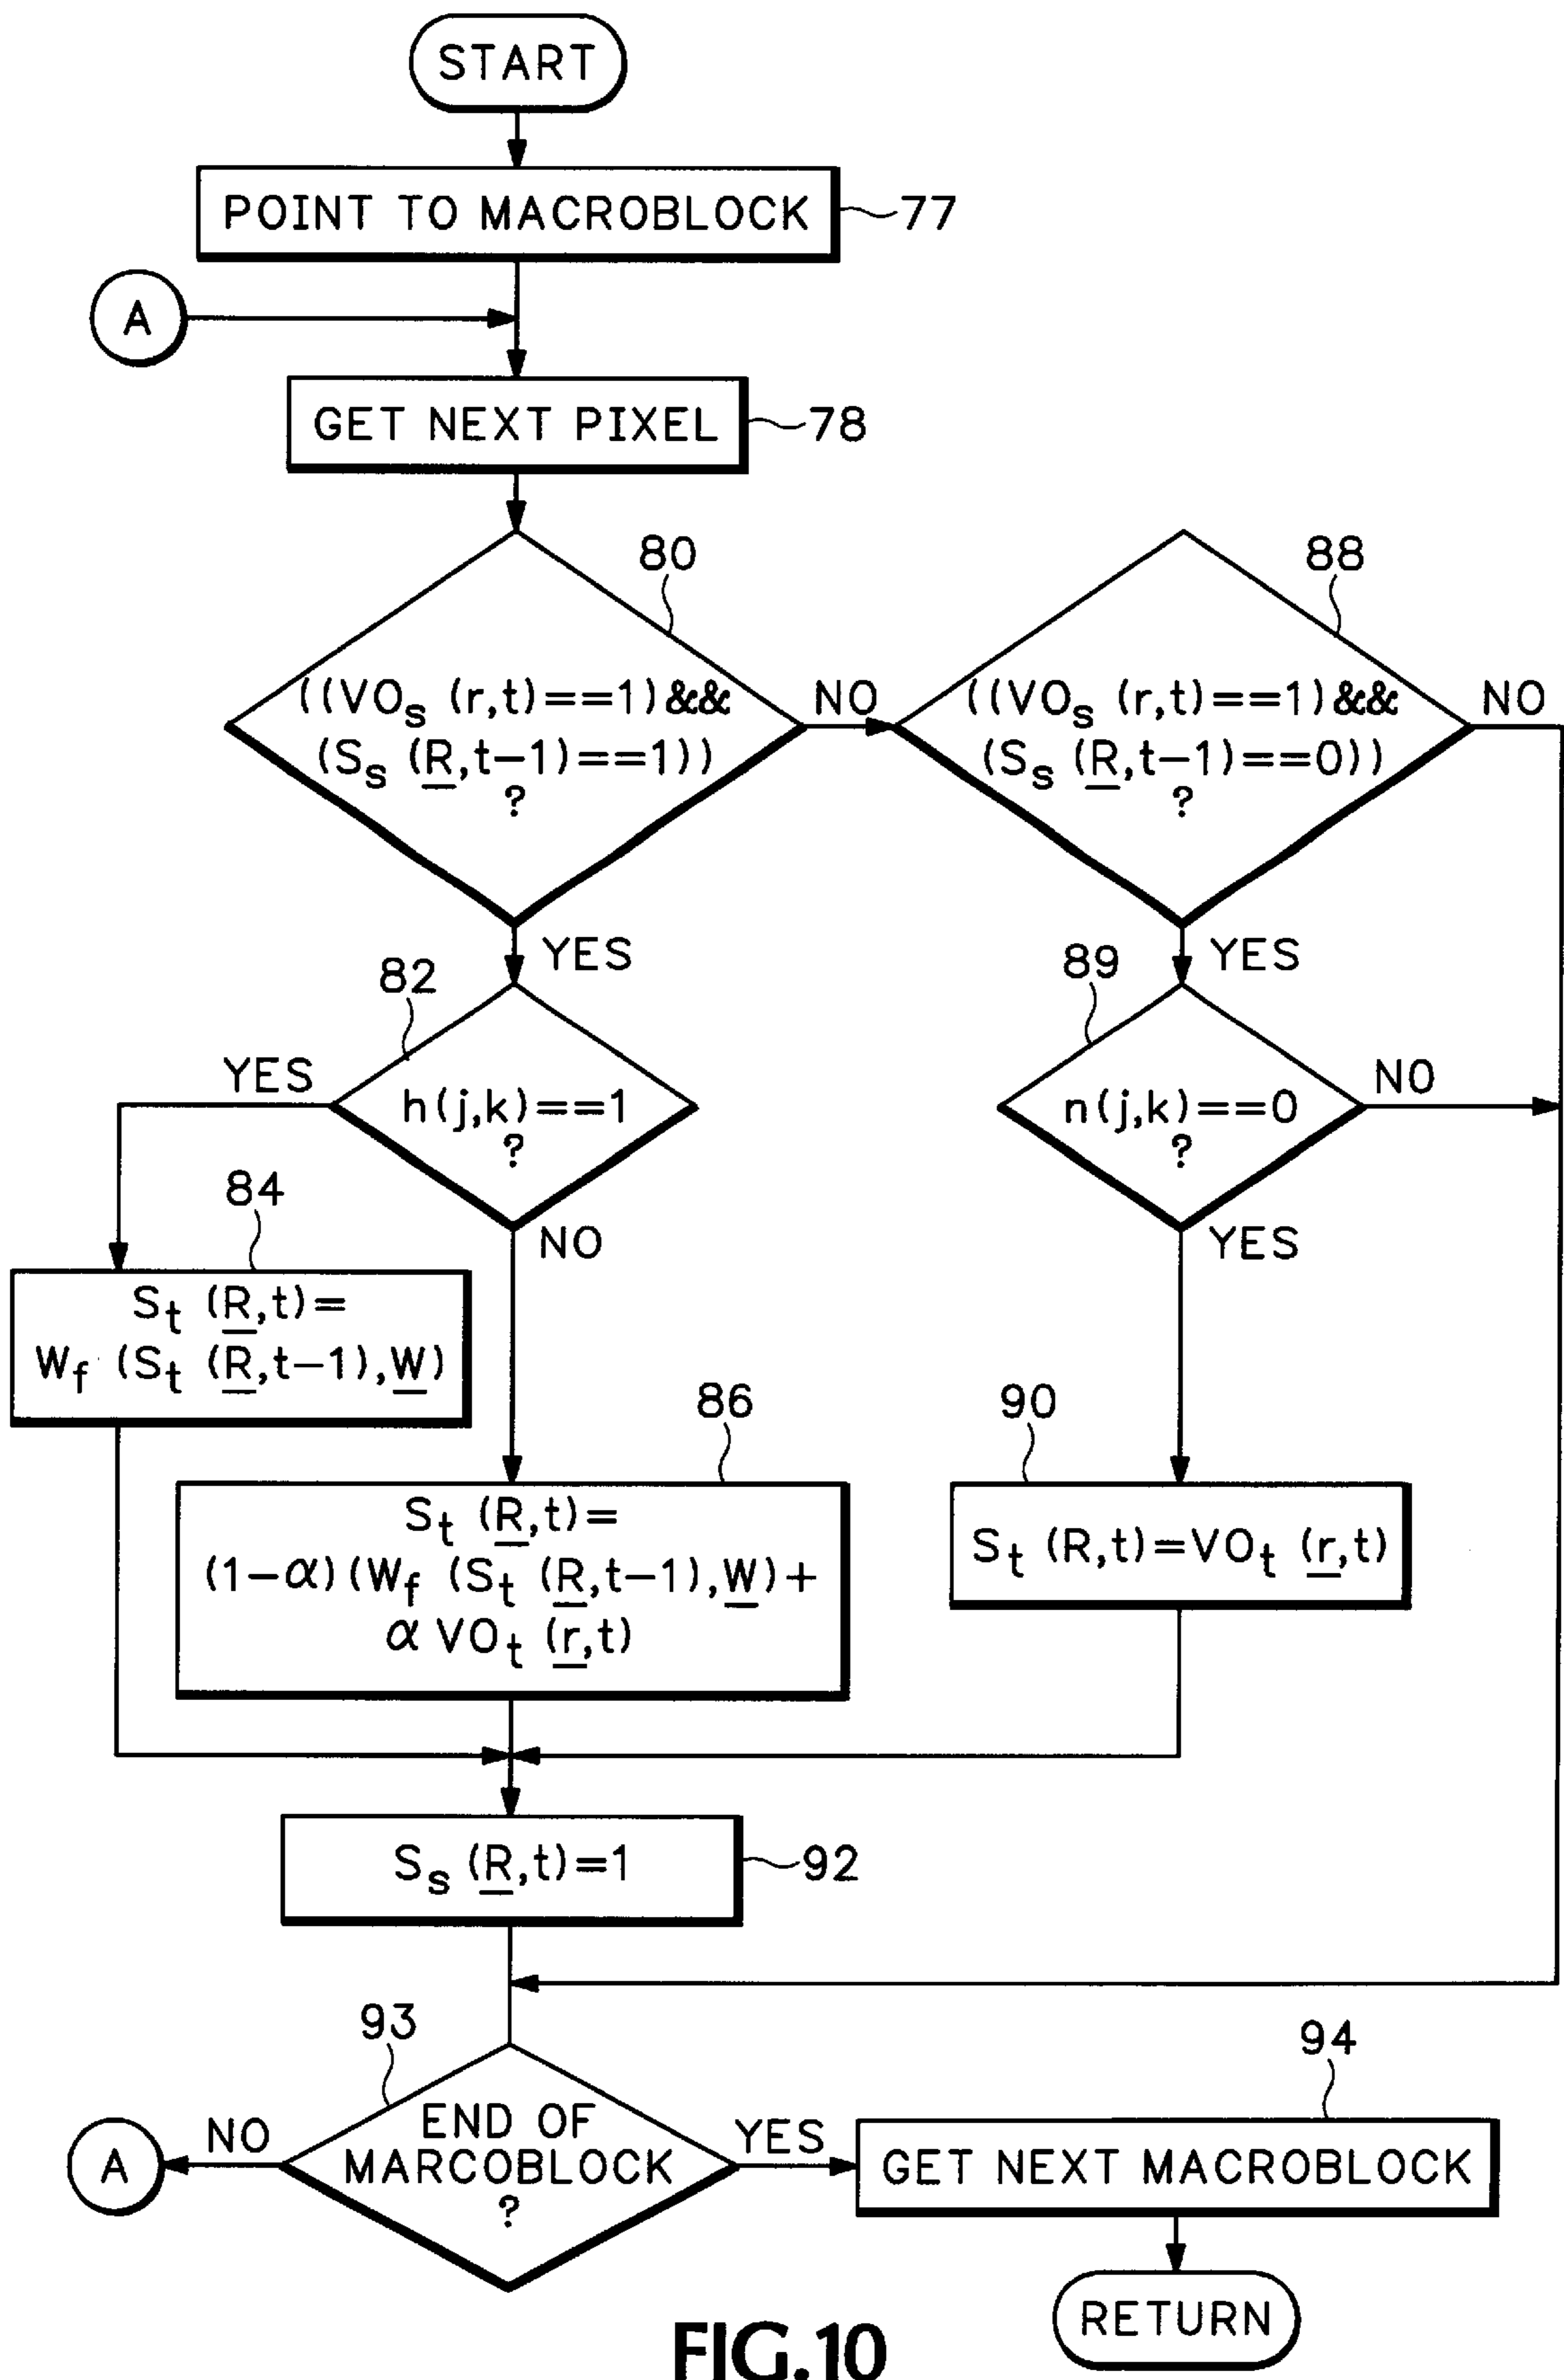 START
POINT TO MACROBLOCK
77
A
GET NEXT PIXEL
78
80
88
((VOs (r,t)==1)&&
(Ss (R,t-1)==1))
?
NO
((VOs (r,t)==1)&&
(Ss (R,t-1)==0))
?
NO
YES
YES
82
89
YES
h(j,k)==1
?
n(j,k)==0
?
NO
84
NO
YES
St (R,t)=
Wf (St (R,t-1),W)
86
90
St (R,t)=
(1-α)(Wf (St (R,t-1),W)+
α VOt (r,t)
St (R,t)=VOt (r,t)
Ss (R,t)=1
92
93
94
A
NO
END OF
MARCOBLOCK
?
YES
GET NEXT MACROBLOCK
RETURN
FIG.10